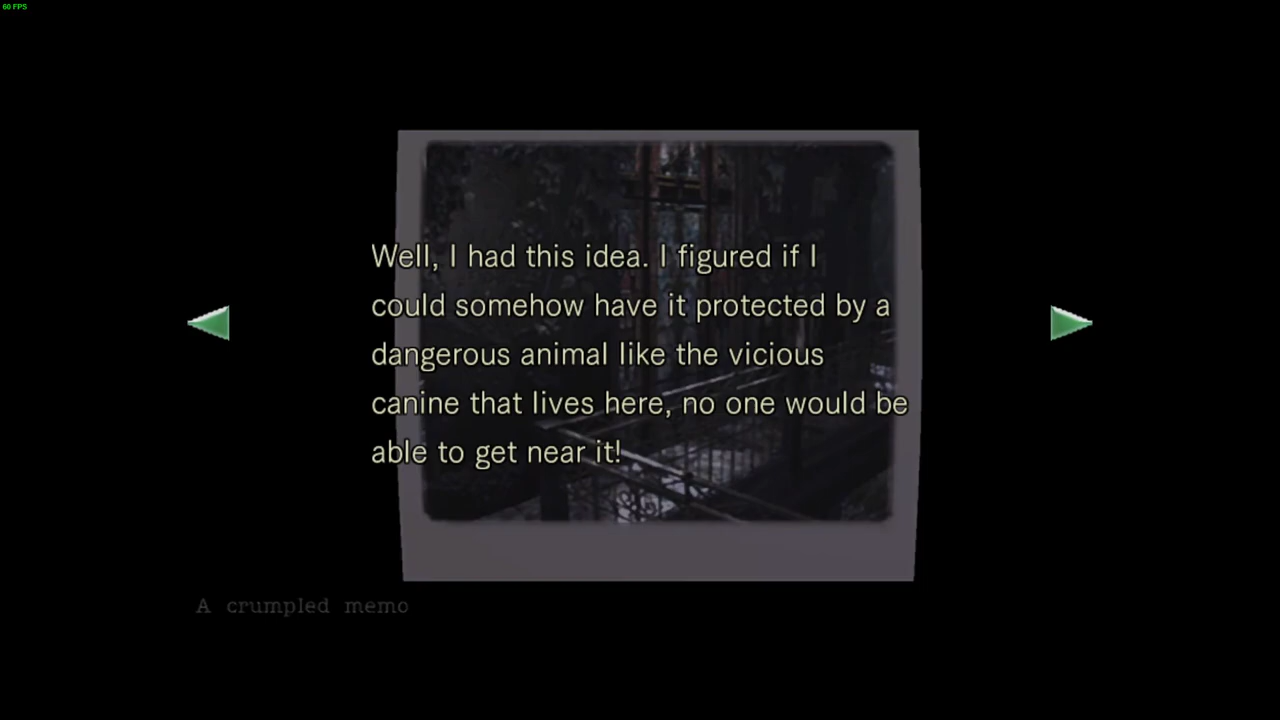 60 FPS
Well, I had this idea. I figured if I
could somehow have it protected by a
dangerous animal like the vicious
canine that lives here, no one would be
able to get near it!
A crumpled memo